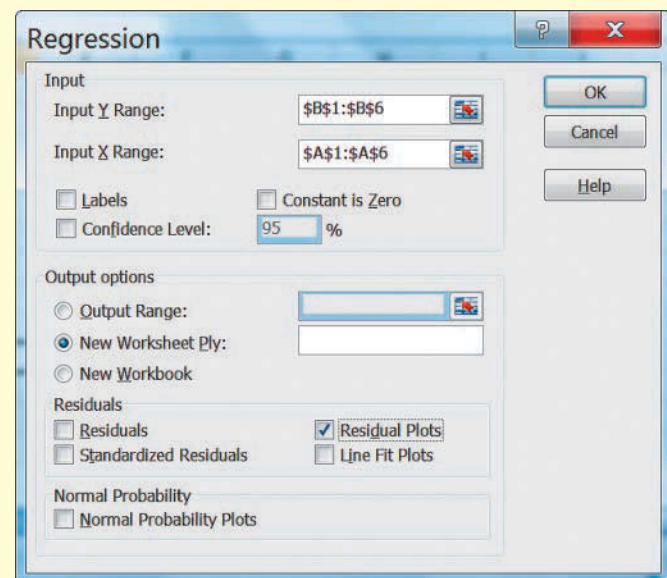 Regression
?
X
Input
Input Y Range:
$B$1:$B$6
Input X Range:
$A$1:$A$6
Labels
Constant is Zero
Confidence Level:
95
%
OK
Cancel
Help
Output options
Output Range:
New Worksheet Ply:
New Workbook
Residuals
Residuals
Residual Plots
Standardized Residuals
Line Fit Plots
Normal Probability
Normal Probability Plots